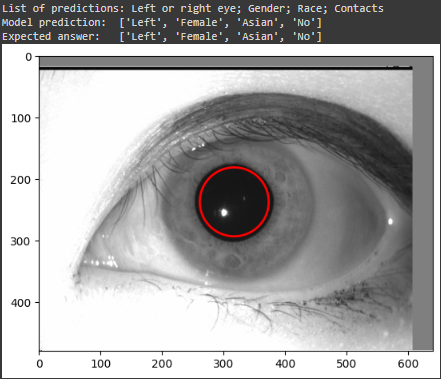 List of predictions: Left or right eye; Gender; Race; Contacts
Model prediction:  ['Left', 'Female', 'Asian', 'No']
Expected answer:   ['Left', 'Female', 'Asian', 'No']
0
100
200
300
400
0 100 200 300 400 500 600